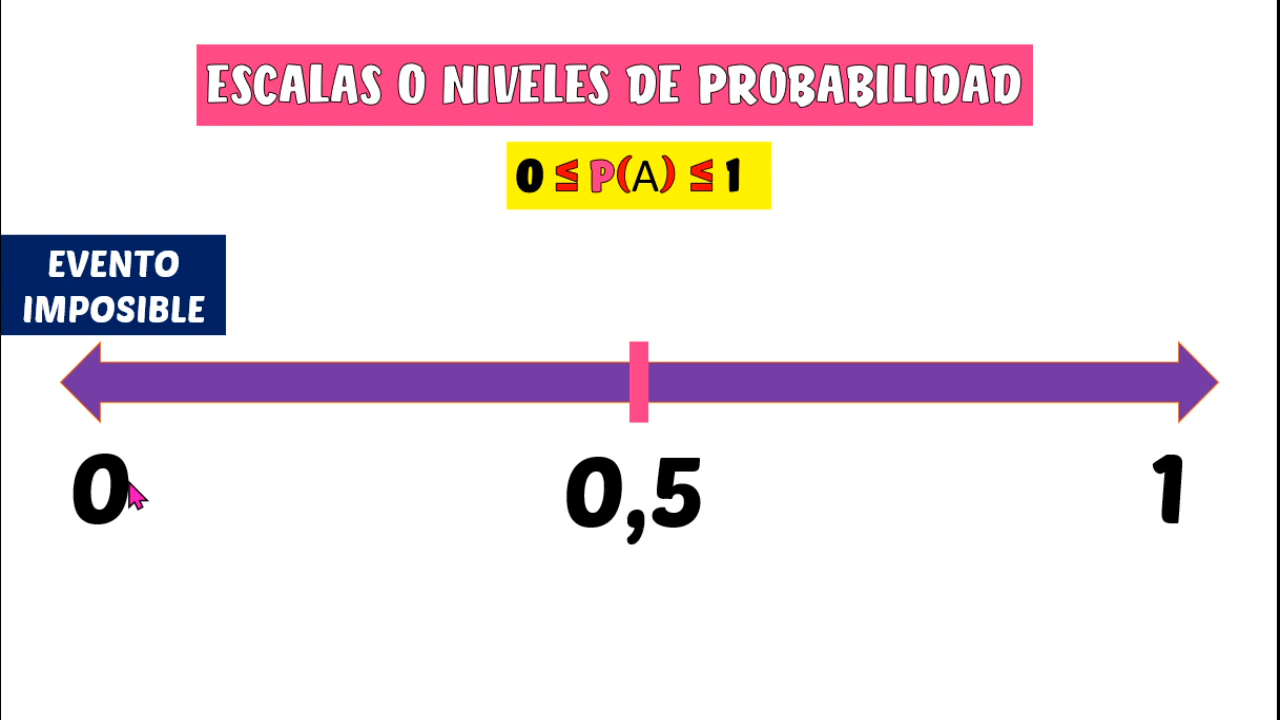 ESCALAS O NIVELES DE PROBABILIDAD
0 ≤ P(A) ≤ 1
EVENTO
IMPOSIBLE
0 0,5 1